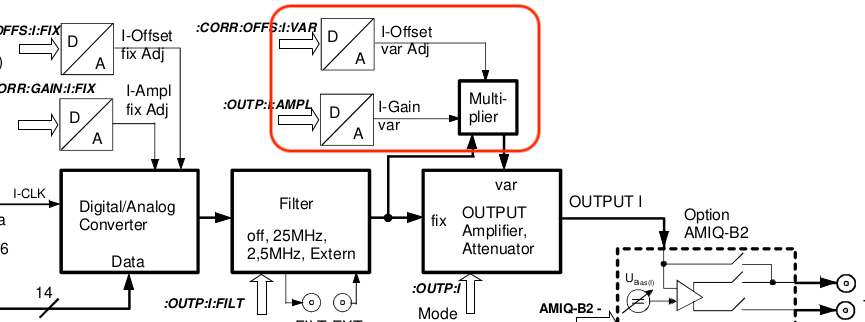 OFFS:I:FIX
D
A
I-Offset
fix Adj
:CORR:OFFS:I:VAR
D
A
I-Offset
var Adj
ORR:GAIN:I:FIX
D
A
I-Ampl
fix Adj
:OUTP:I:AMPL
D
A
I-Gain
var
Multi-
plier
I-CLK
a
6
Digital/Analog
Converter
Data
Filter
off, 25MHz,
2,5MHz, Extern
var
fix
OUTPUT
Amplifier,
Attenuator
OUTPUT I
Option
AMIQ-B2
UBias(I)
14
:OUTP:I:FILT
:OUTP:I
Mode
AMIQ-B2 -